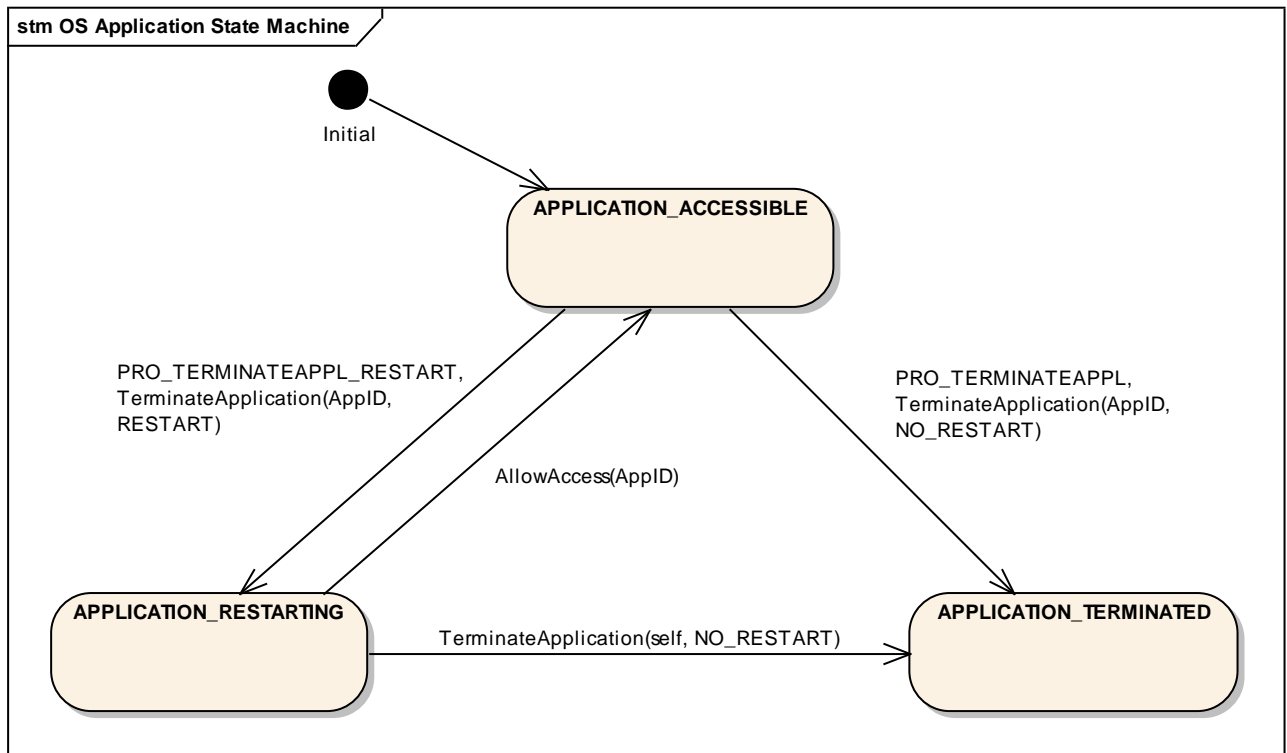 stm OS Application State Machine
Initial
APPLICATION_ACCESSIBLE
PRO_TERMINATEAPPL_RESTART,
TerminateApplication(AppID,
RESTART)
PRO_TERMINATEAPPL,
TerminateApplication(AppID,
NO_RESTART)
AllowAccess(AppID)
APPLICATION_RESTARTING
APPLICATION_TERMINATED
TerminateApplication(self, NO_RESTART)